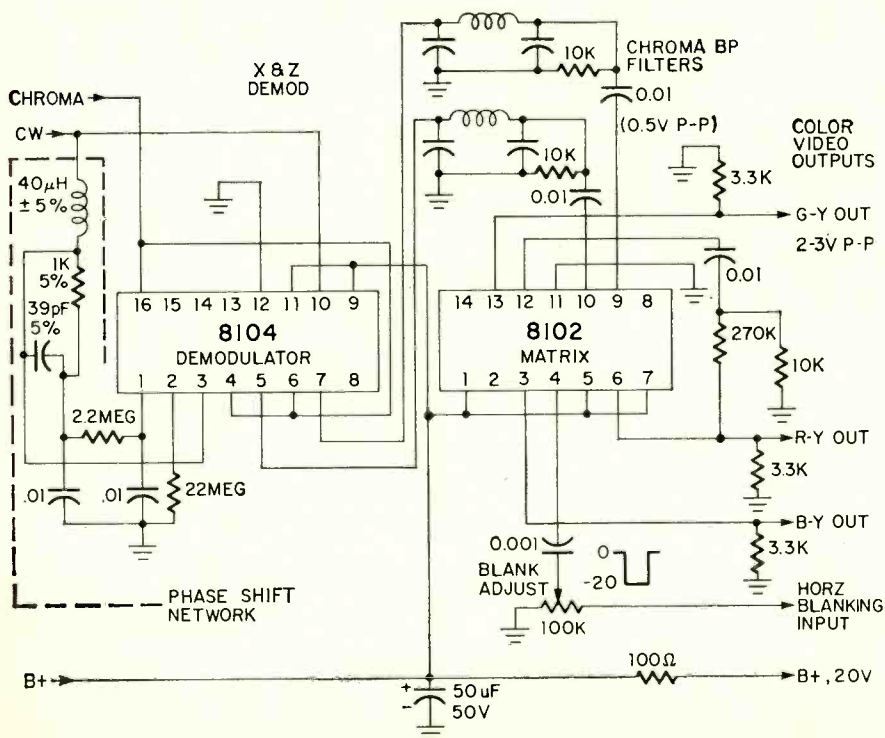 X & Z
DEMOD
CHROMA
CW
40µH
± 5%
1K
5%
39pF
5%
10K
CHROMA BP
FILTERS
0.01
(0.5V P-P)
10K
0.01
COLOR
VIDEO
OUTPUTS
3.3K
G-Y OUT
2-3V P-P
0.01
16 15 14 13 12 11 10 9
8104
DEMODULATOR
1 2 3 4 5 6 7 8
14 13 12 11 10 9 8
8102
MATRIX
1 2 3 4 5 6 7
270K
10K
2.2MEG
.01
.01
22MEG
R-Y OUT
3.3K
B-Y OUT
3.3K
0.001
BLANK
ADJUST
0
-20
100K
HORZ
BLANKING
INPUT
PHASE SHIFT
NETWORK
100Ω
B+
+
-
50uF
50V
B+, 20V